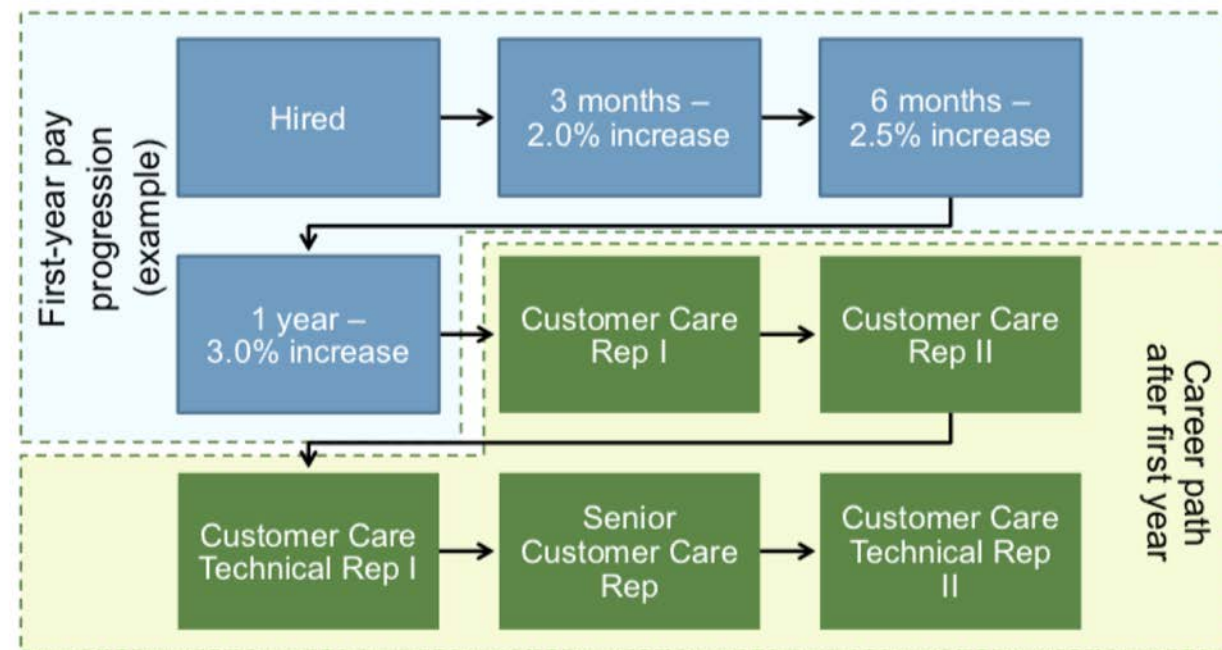 First-year pay
progression
(example)
Hired
3 months –
2.0% increase
6 months –
2.5% increase
1 year –
3.0% increase
Customer Care
Rep I
Customer Care
Rep II
Career path
after first year
Customer Care
Technical Rep I
Senior
Customer Care
Rep
Customer Care
Technical Rep
II